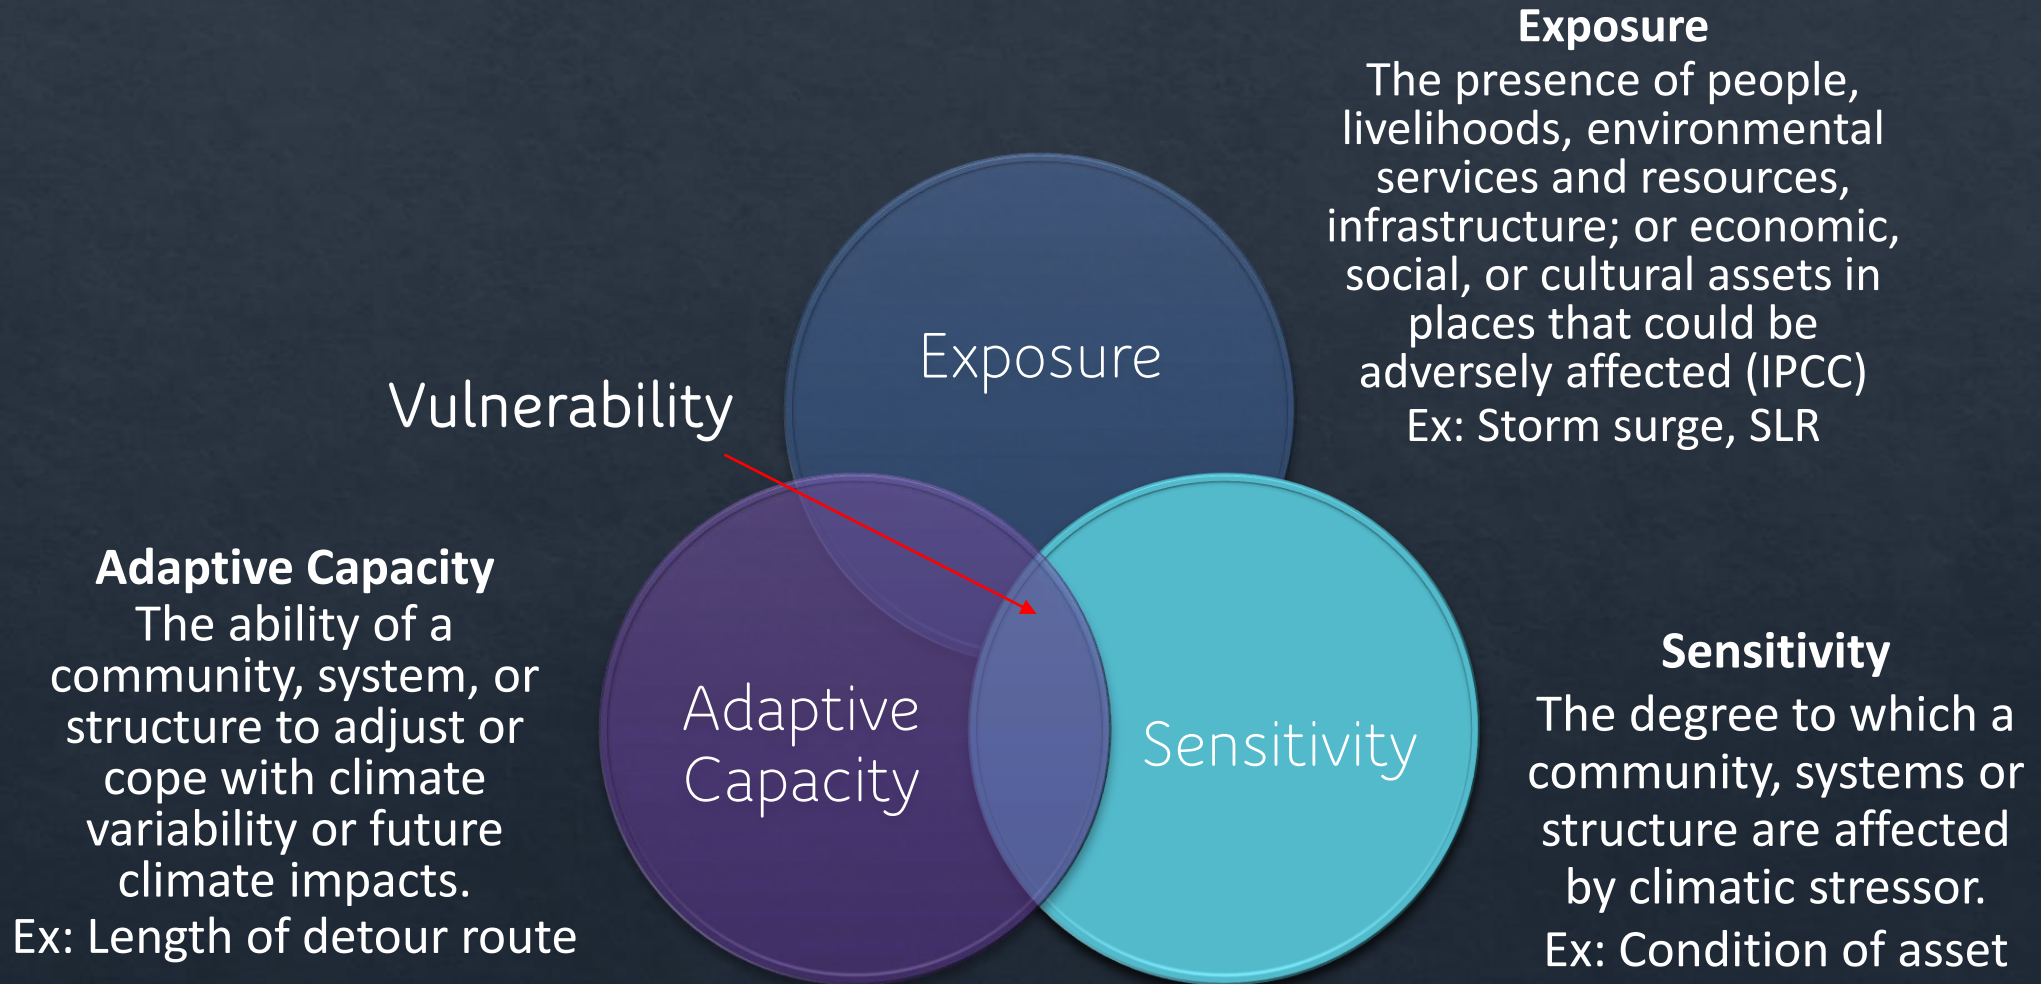 Exposure
The presence of people,
livelihoods, environmental
services and resources,
infrastructure; or economic,
social, or cultural assets in
places that could be
adversely affected (IPCC)
Ex: Storm surge, SLR
Exposure
Vulnerability
Adaptive Capacity
The ability of a
community, system, or
structure to adjust or
cope with climate
variability or future
climate impacts.
Ex: Length of detour route
Adaptive
Capacity
Sensitivity
Sensitivity
The degree to which a
community, systems or
structure are affected
by climatic stressor.
Ex: Condition of asset